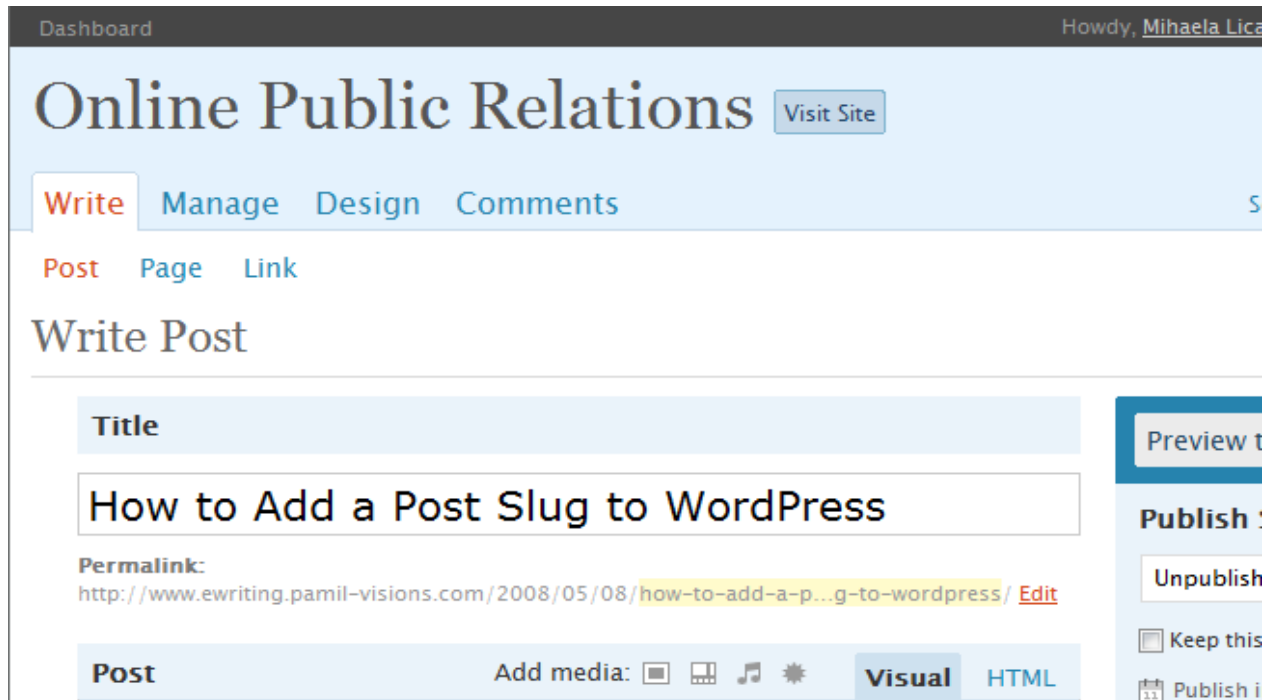 Dashboard Howdy, Mihaela Lica
Online Public Relations Visit Site
Write Manage Design Comments
Post Page Link
Write Post
Title
Preview t
How to Add a Post Slug to WordPress
Publish
Permalink:
http://www.ewriting.pamil-visions.com/2008/05/08/how-to-add-a-p...g-to-wordpress/ Edit
Unpublish
Keep this
Post Add media: Visual HTML
Publish i